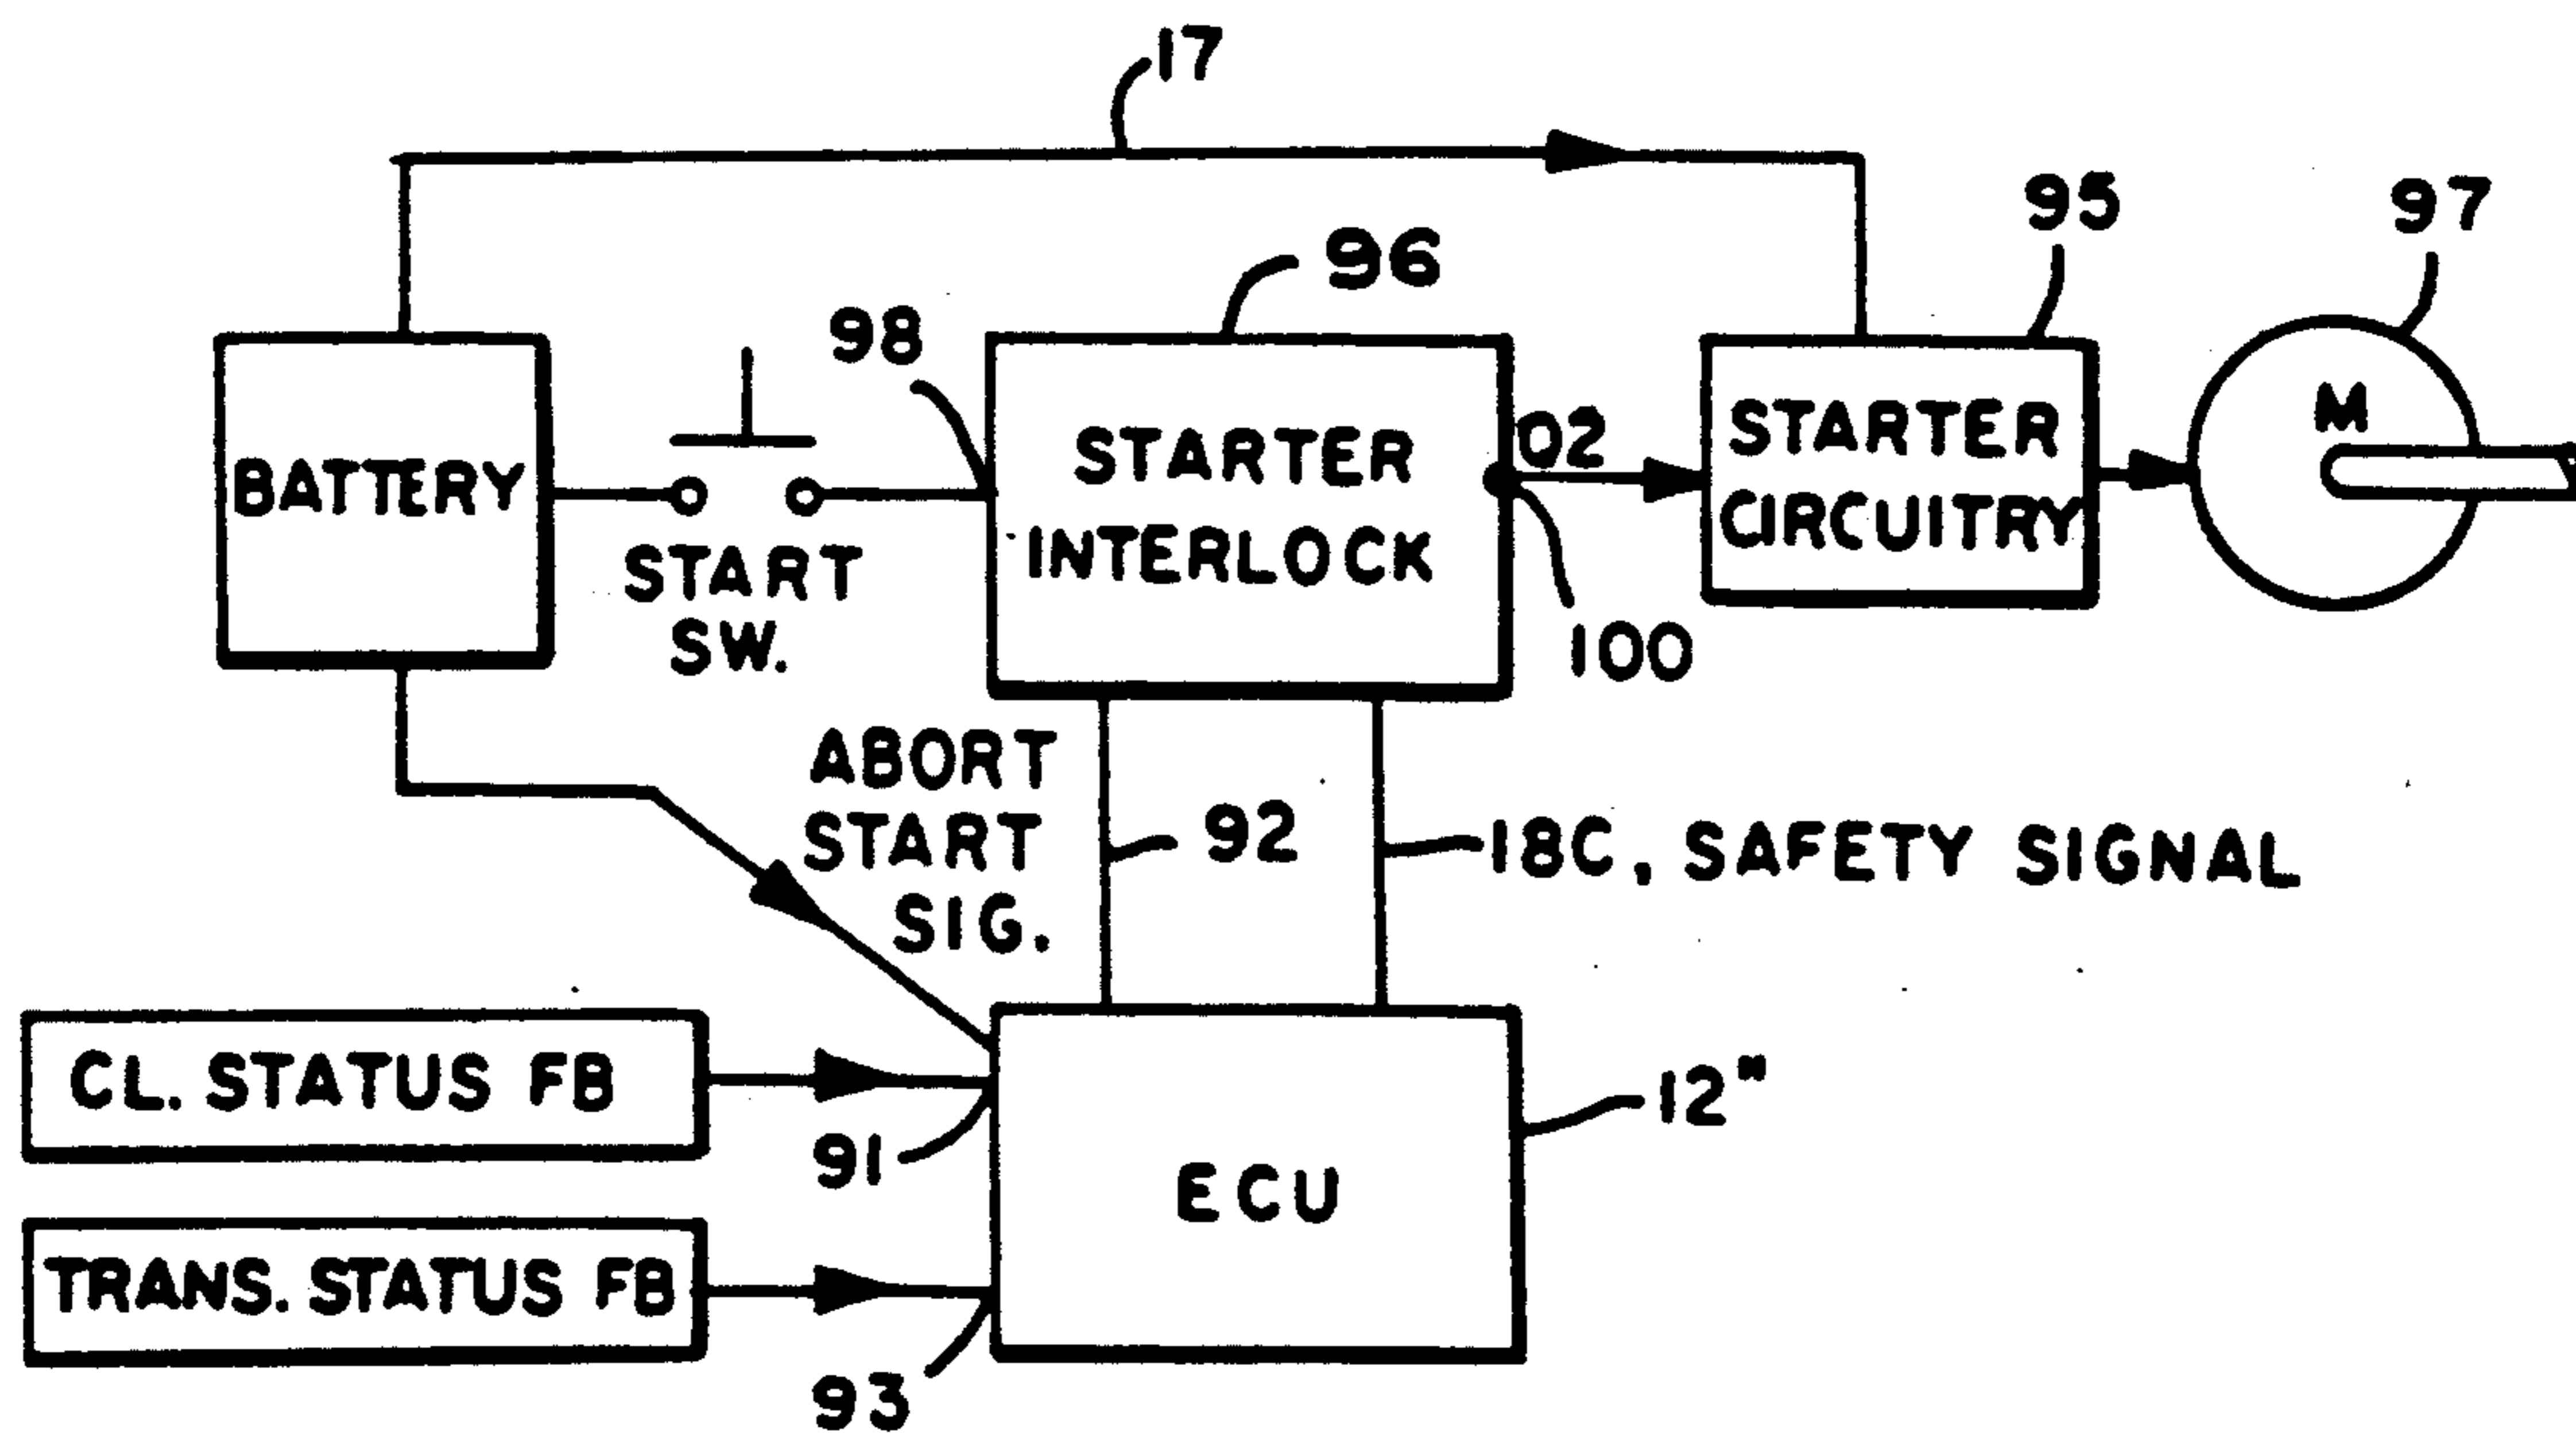 17
95
97
96
98
BATTERY
START
SW.
STARTER
INTERLOCK
Q2
100
STARTER
CIRCUITRY
M
ABORT
START
SIG.
92
18C, SAFETY SIGNAL
CL. STATUS FB
91
TRANS. STATUS FB
93
ECU
12"